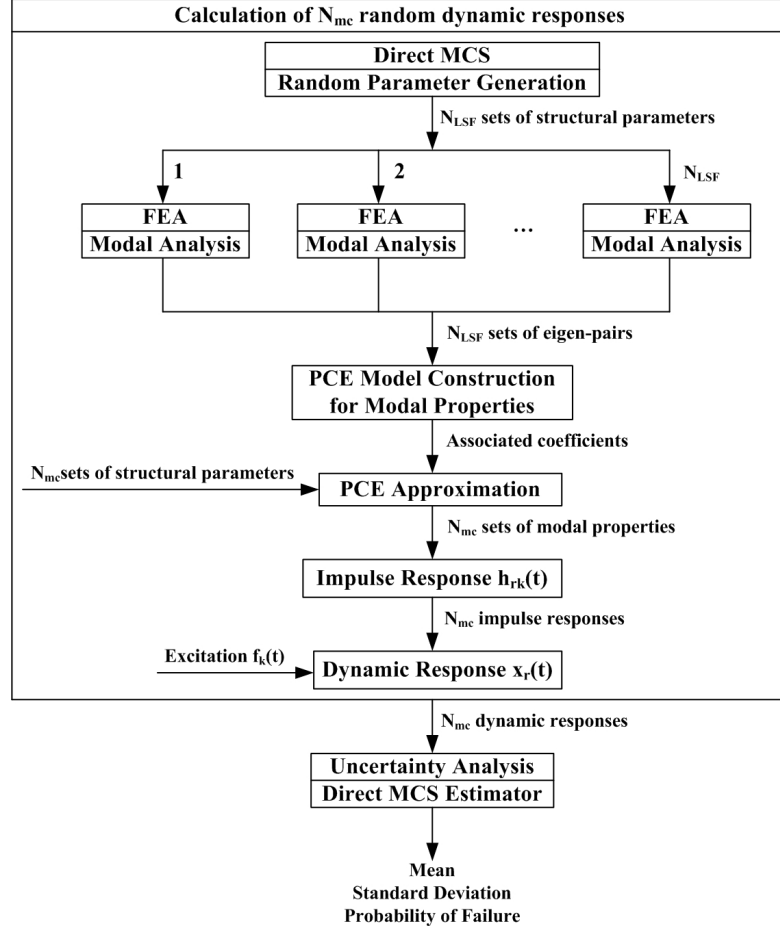 Calculation of Nmc random dynamic responses
Direct MCS
Random Parameter Generation
NLSF sets of structural parameters
1
2
NLSF
FEA
Modal Analysis
FEA
Modal Analysis
...
FEA
Modal Analysis
NLSF sets of eigen-pairs
PCE Model Construction
for Modal Properties
Associated coefficients
Nmcsets of structural parameters
PCE Approximation
Nmc sets of modal properties
Impulse Response hrk(t)
Nmc impulse responses
Excitation fk(t)
Dynamic Response xr(t)
Nmc dynamic responses
Uncertainty Analysis
Direct MCS Estimator
Mean
Standard Deviation
Probability of Failure